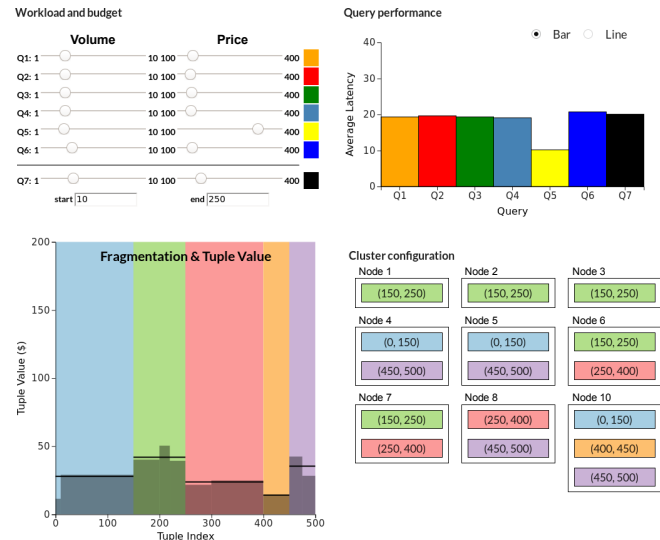 Workload and budget
Volume Price
Q1: 1 10 100 400
Q2: 1 10 100 400
Q3: 1 10 100 400
Q4: 1 10 100 400
Q5: 1 10 100 400
Q6: 1 10 100 400
Q7: 1 10 100 400
start 10 end 250
Query performance
Bar Line
Average Latency
40
30
20
10
0
Q1 Q2 Q3 Q4 Q5 Q6 Q7
Query
Fragmentation & Tuple Value
Tuple Value ($)
200
150
100
50
0
0 100 200 300 400 500
Tuple Index
Cluster configuration
Node 1 Node 2 Node 3
(150, 250) (150, 250) (150, 250)
Node 4 Node 5 Node 6
(0, 150) (0, 150) (150, 250)
(450, 500) (450, 500) (250, 400)
Node 7 Node 8 Node 10
(150, 250) (250, 400) (0, 150)
(250, 400) (450, 500) (400, 450)
(450, 500)